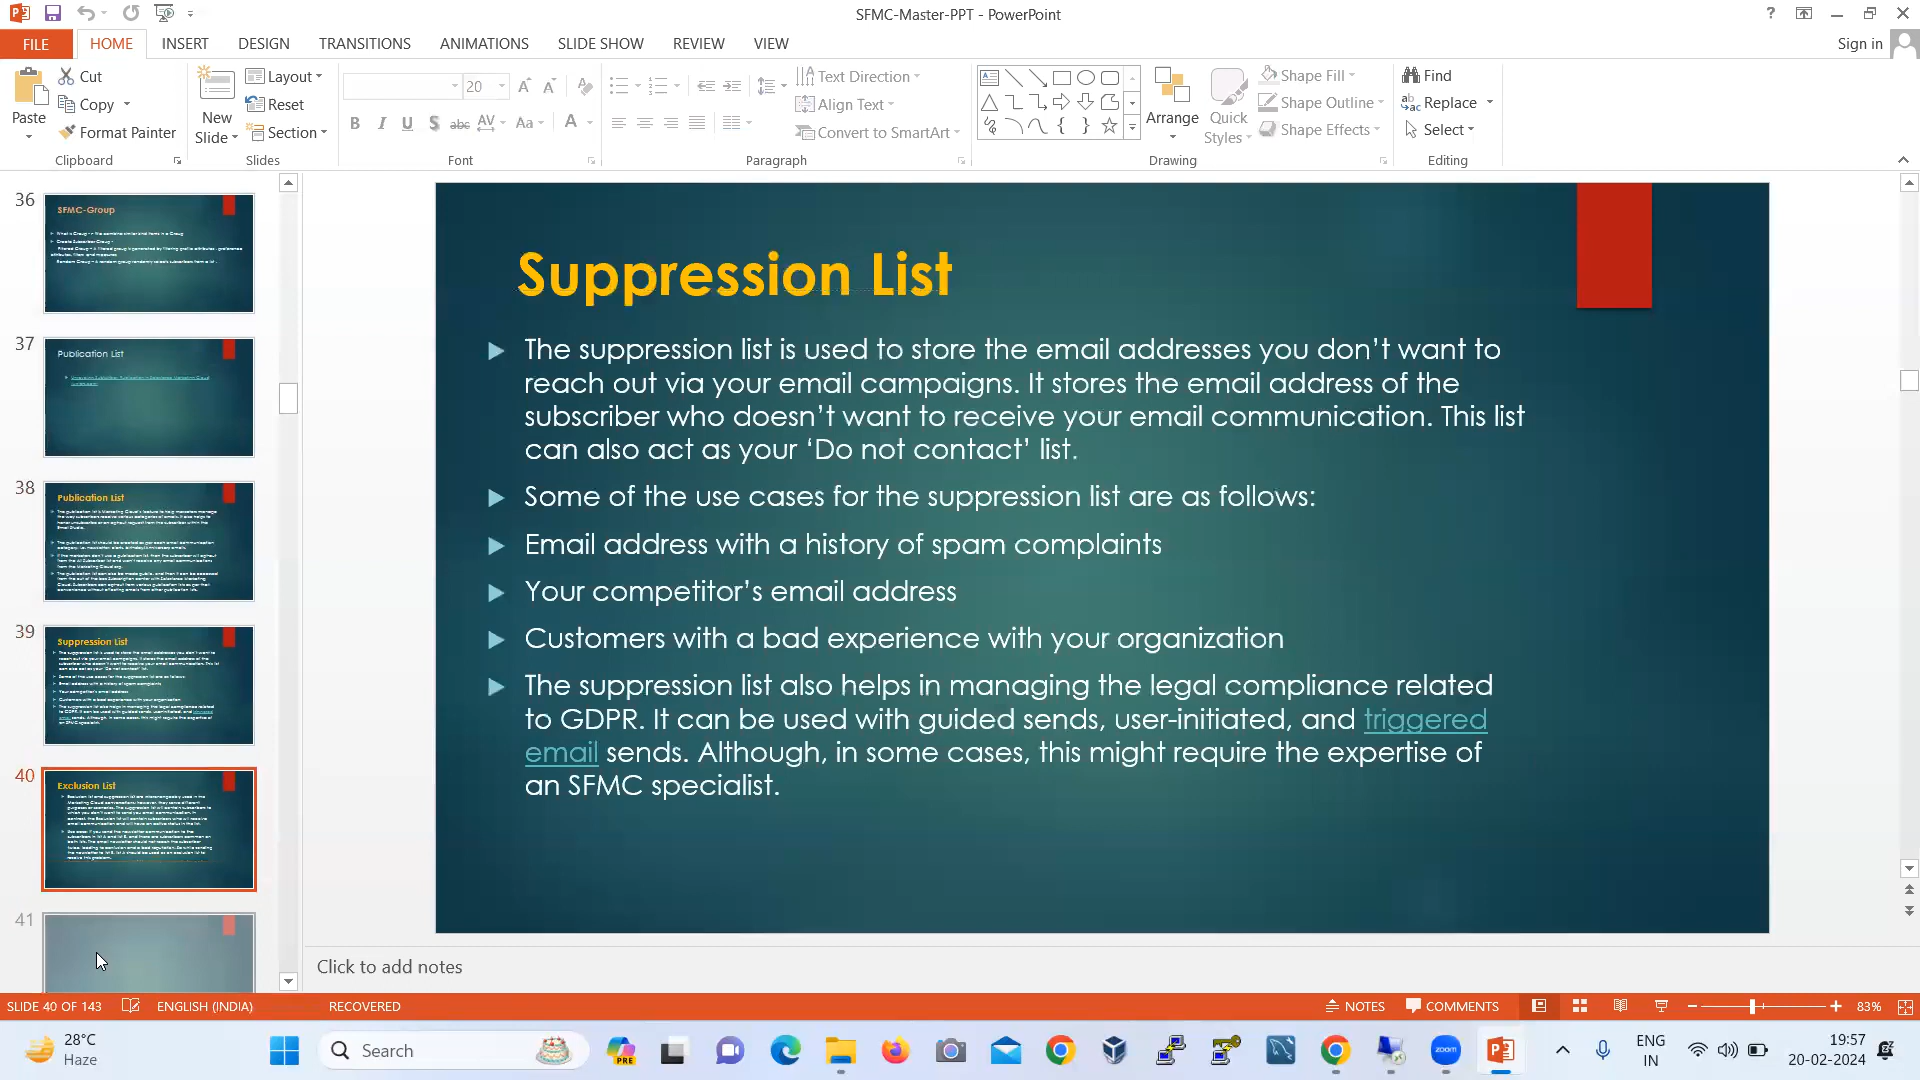 SFMC-Master-PPT - PowerPoint
FILE
HOME
INSERT
DESIGN
TRANSITIONS
ANIMATIONS
SLIDE SHOW
REVIEW
VIEW
Sign in
Paste
Cut
Copy
Format Painter
Clipboard
New
Slide
Layout
Reset
Section
Slides
20
Font
Text Direction
Align Text
Convert to SmartArt
Paragraph
Arrange
Quick
Styles
Shape Fill
Shape Outline
Shape Effects
Drawing
Find
Replace
Select
Editing
36
SFMC-Group
37
Publication List
38
Publication List
39
Suppression List
40
Exclusion List
41
Suppression List
The suppression list is used to store the email addresses you don’t want to
reach out via your email campaigns. It stores the email address of the
subscriber who doesn’t want to receive your email communication. This list
can also act as your ‘Do not contact’ list.
Some of the use cases for the suppression list are as follows:
Email address with a history of spam complaints
Your competitor’s email address
Customers with a bad experience with your organization
The suppression list also helps in managing the legal compliance related
to GDPR. It can be used with guided sends, user-initiated, and triggered
email sends. Although, in some cases, this might require the expertise of
an SFMC specialist.
Click to add notes
SLIDE 40 OF 143
ENGLISH (INDIA)
RECOVERED
NOTES
COMMENTS
83%
28°C
Haze
Search
PRE
zoom
ENG
IN
19:57
20-02-2024